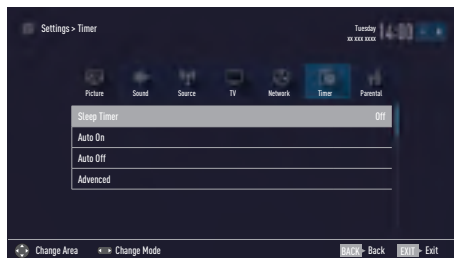 Settings > Timer
Tuesday
xx xxx xxxx
14:00
Picture Sound Source TV Network Timer Parental
Sleep Timer Off
Auto On
Auto Off
Advanced
Change Area Change Mode BACK Back EXIT Exit